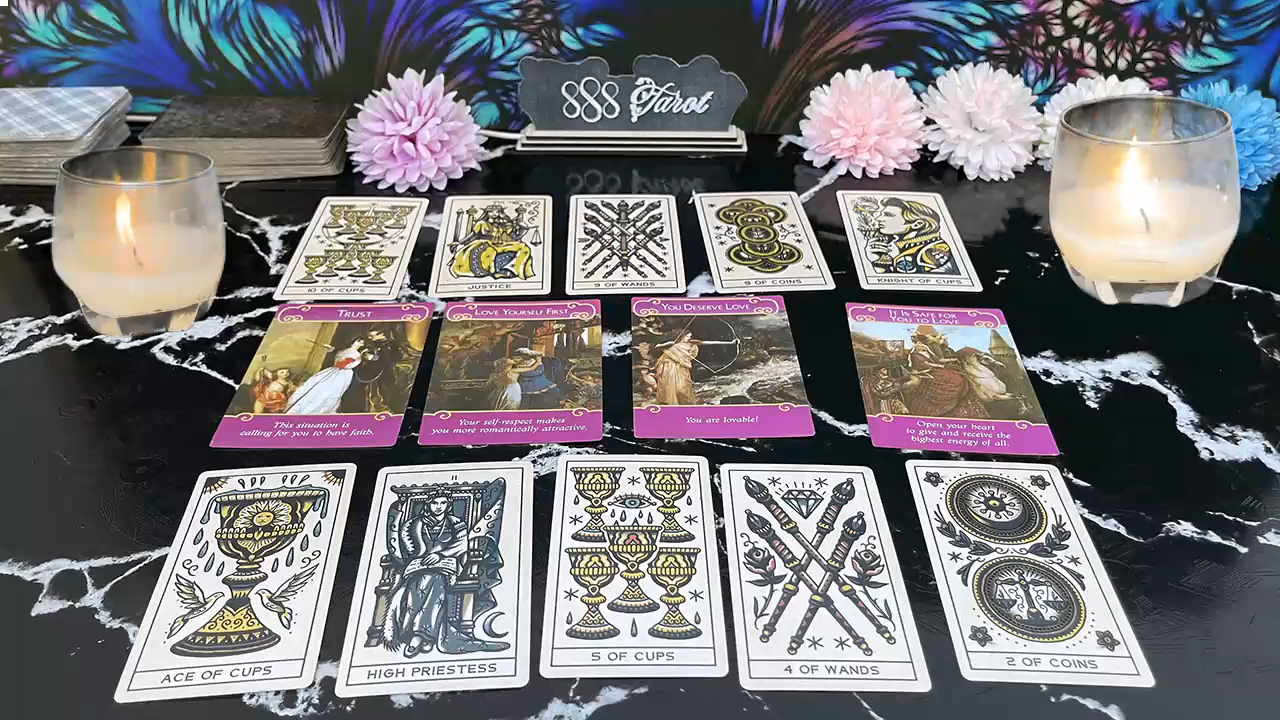 888 Tarot
10 OF CUPS
JUSTICE
9 OF WANDS
9 OF COINS
KNIGHT OF CUPS
TRUST
This situation is
calling for you to have faith.
LOVE YOURSELF FIRST
Your self-respect makes
you more romantically attractive.
YOU DESERVE LOVE
You are lovable!
IT IS SAFE FOR
YOU TO LOVE
Open your heart
to give and receive the
highest energy of all.
ACE OF CUPS
II
HIGH PRIESTESS
5 OF CUPS
4 OF WANDS
2 OF COINS